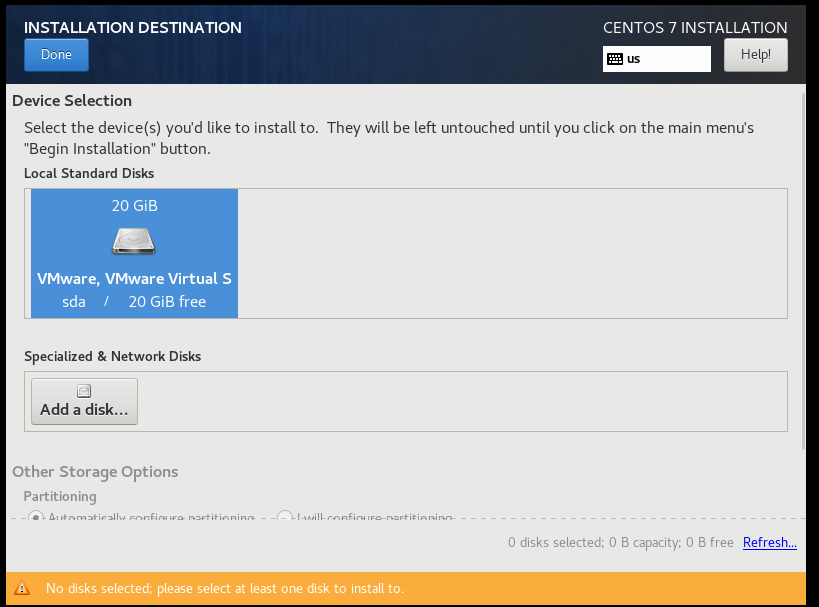 INSTALLATION DESTINATION
CENTOS 7 INSTALLATION
Done
us
Help!
Device Selection
Select the device(s) you'd like to install to.  They will be left untouched until you click on the main menu's
"Begin Installation" button.
Local Standard Disks
20 GiB
VMware, VMware Virtual S
sda / 20 GiB free
Specialized & Network Disks
Add a disk...
Other Storage Options
Partitioning
Automatically configure partitioning. I will configure partitioning.
0 disks selected; 0 B capacity; 0 B free Refresh...
No disks selected; please select at least one disk to install to.